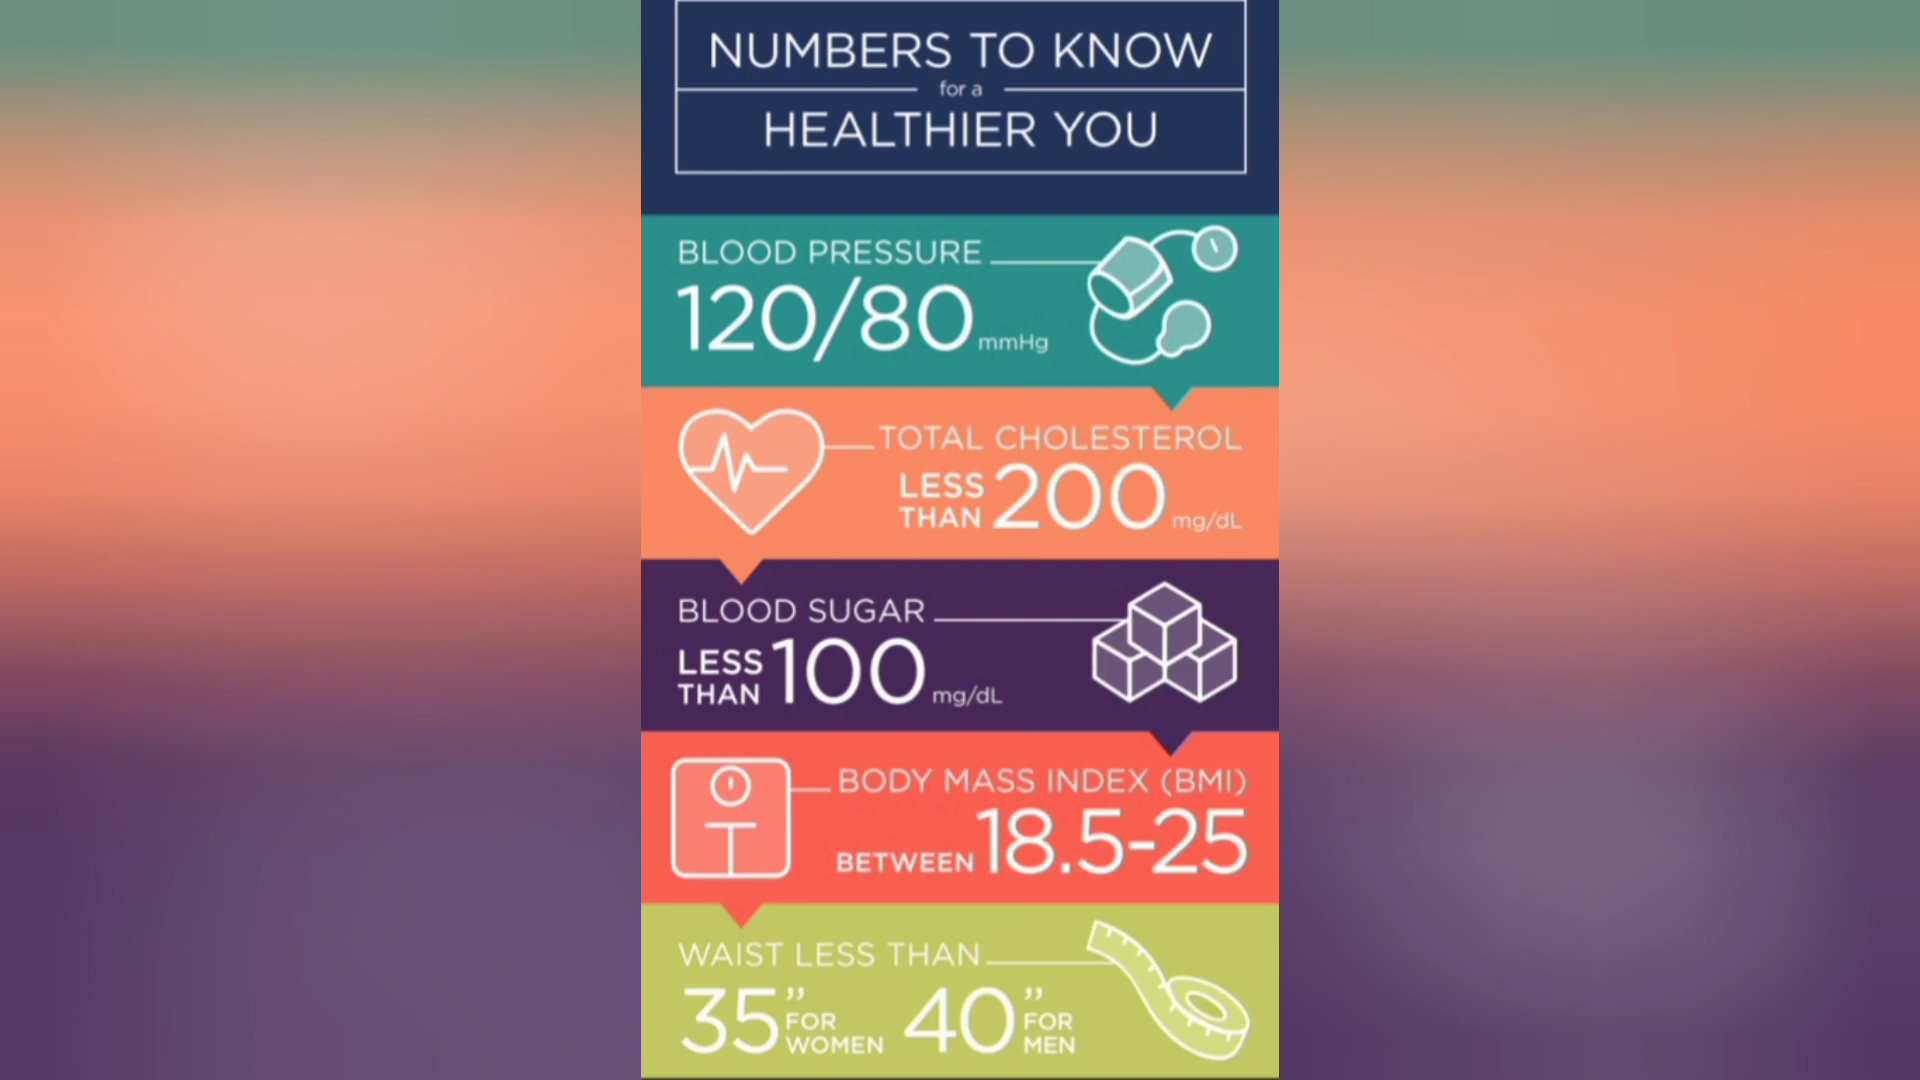 NUMBERS TO KNOW
for a
HEALTHIER YOU
BLOOD PRESSURE
120/80 mmHg
TOTAL CHOLESTEROL
LESS THAN 200 mg/dL
BLOOD SUGAR
LESS THAN 100 mg/dL
BODY MASS INDEX (BMI)
BETWEEN 18.5-25
WAIST LESS THAN
35” FOR WOMEN 40” FOR MEN